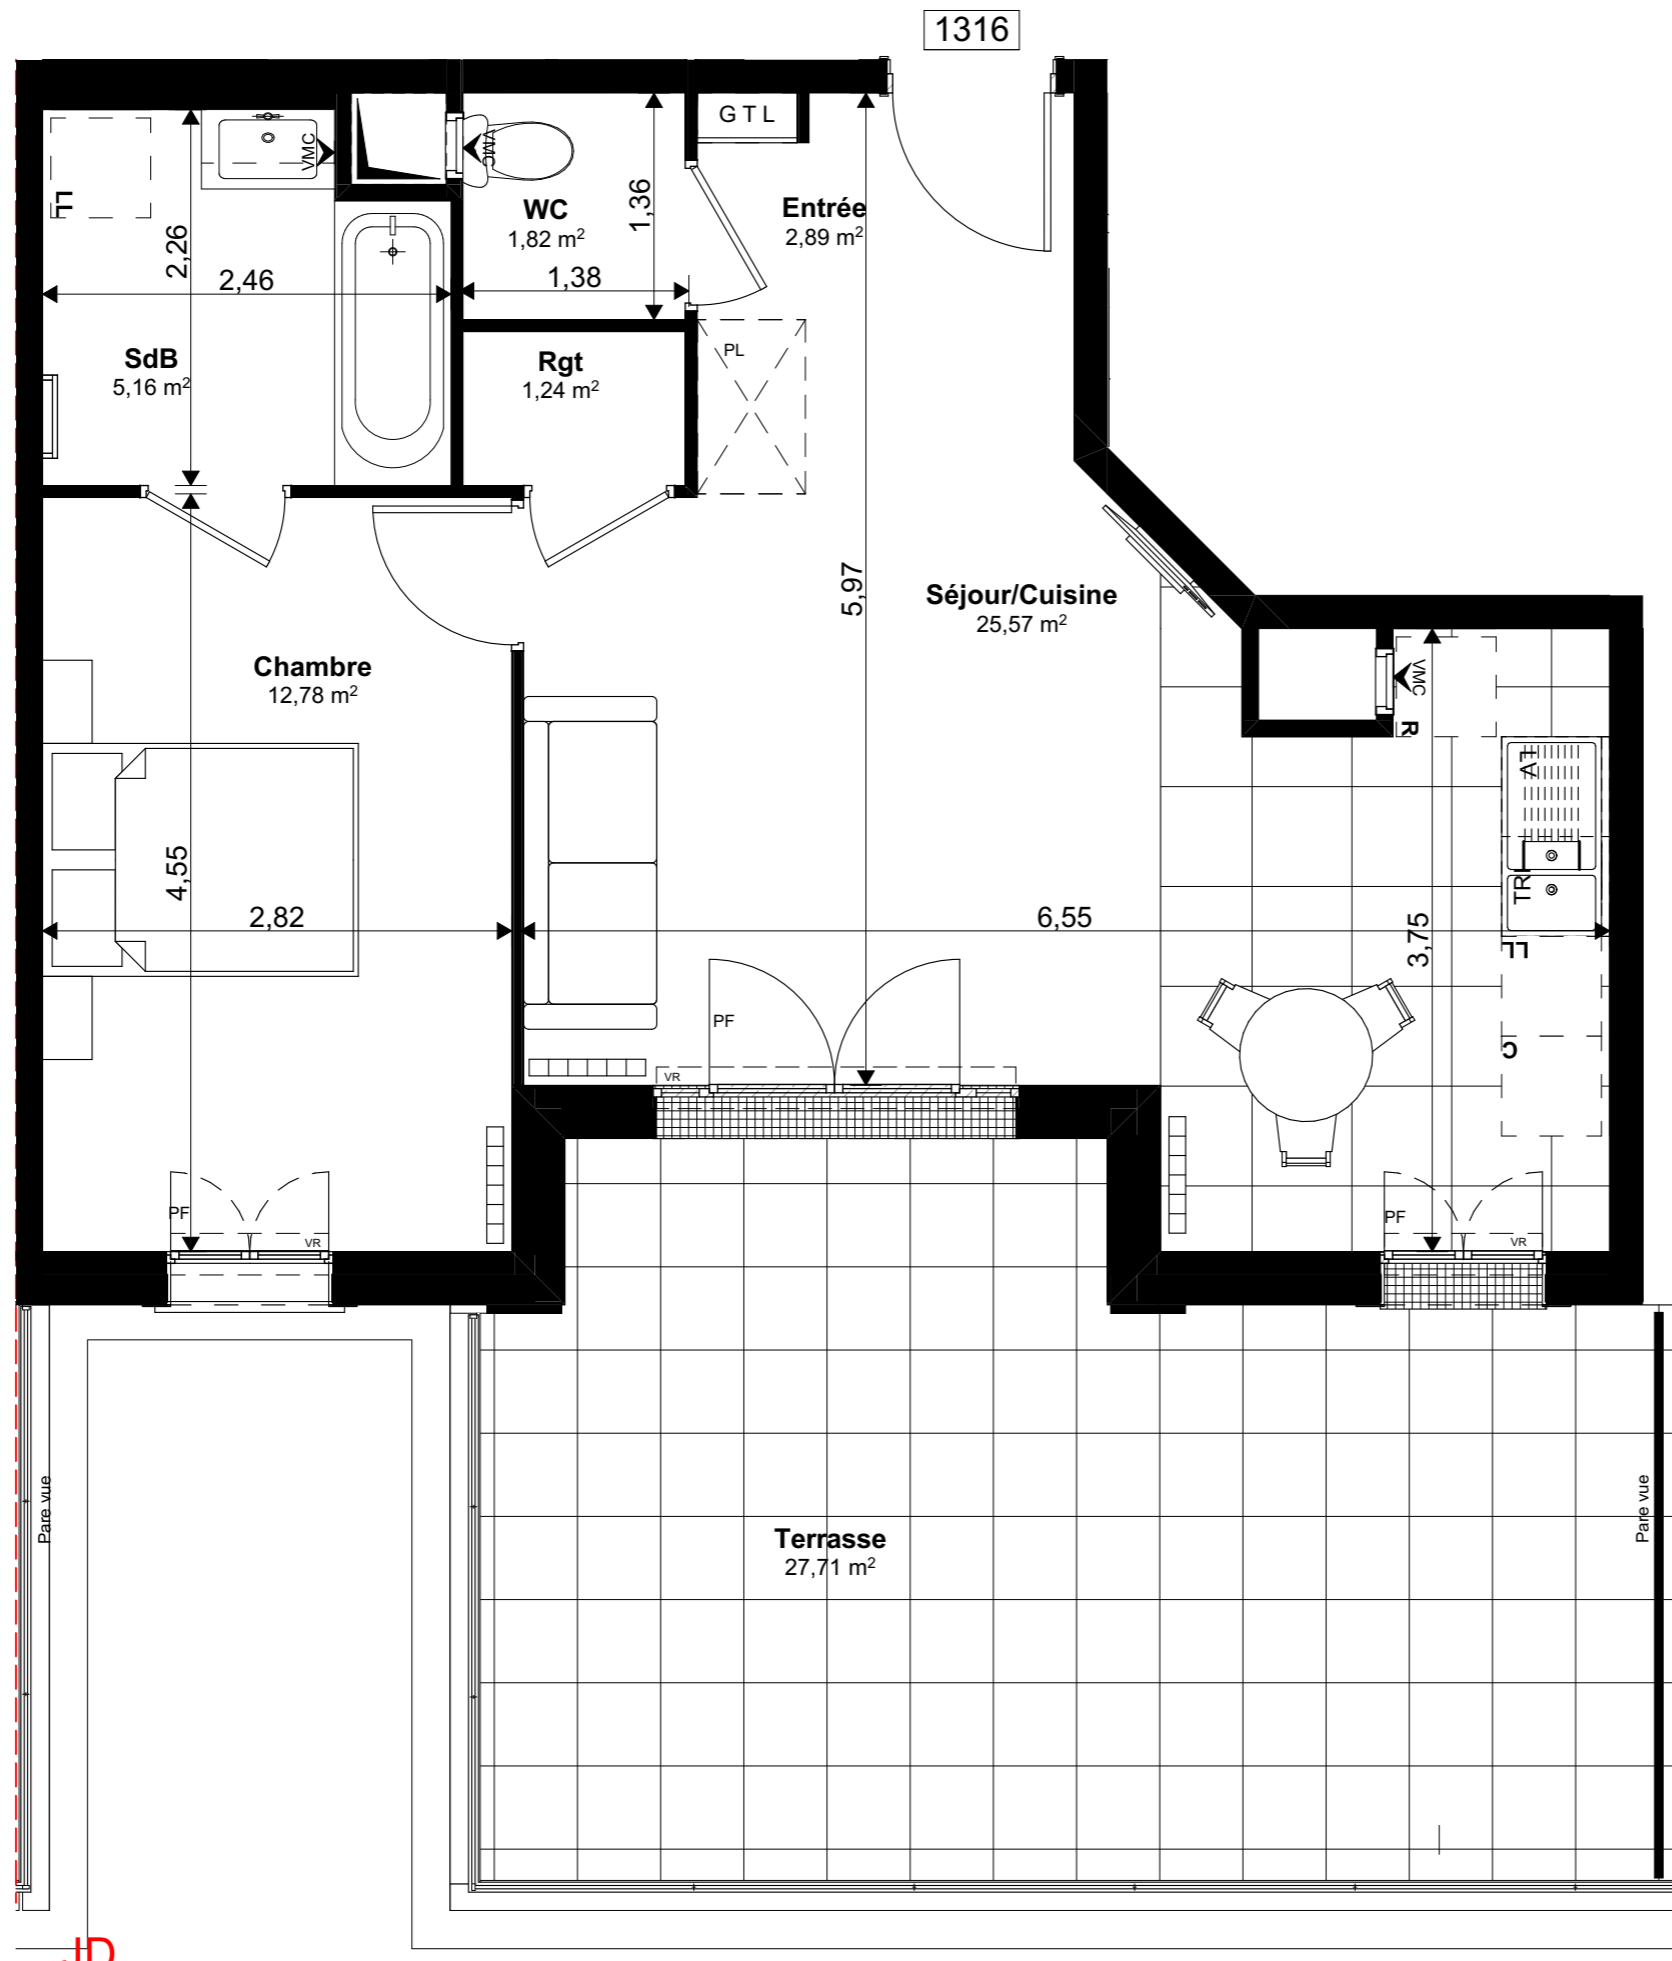 1316
GTL
VMC
VMC
LL
WC
1,82 m²
1,36
Entrée
2,89 m²
2,26
2,46
1,38
SdB
5,16 m²
Rgt
1,24 m²
PL
5,97
Séjour/Cuisine
25,57 m²
Chambre
12,78 m²
VMC
R
LV
TRI
4,55
2,82
6,55
3,75
LL
C
PF
VR
PF
VR
PF
VR
Pare vue
Pare vue
Terrasse
27,71 m²